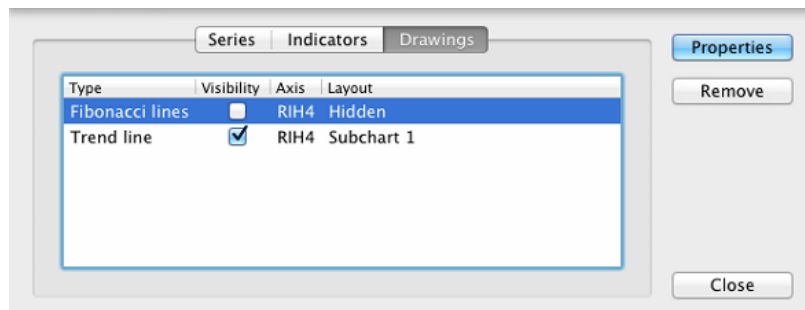 Series Indicators Drawings
Properties
Type Visibility Axis Layout
Remove
Fibonacci lines RIH4 Hidden
Trend line RIH4 Subchart 1
Close